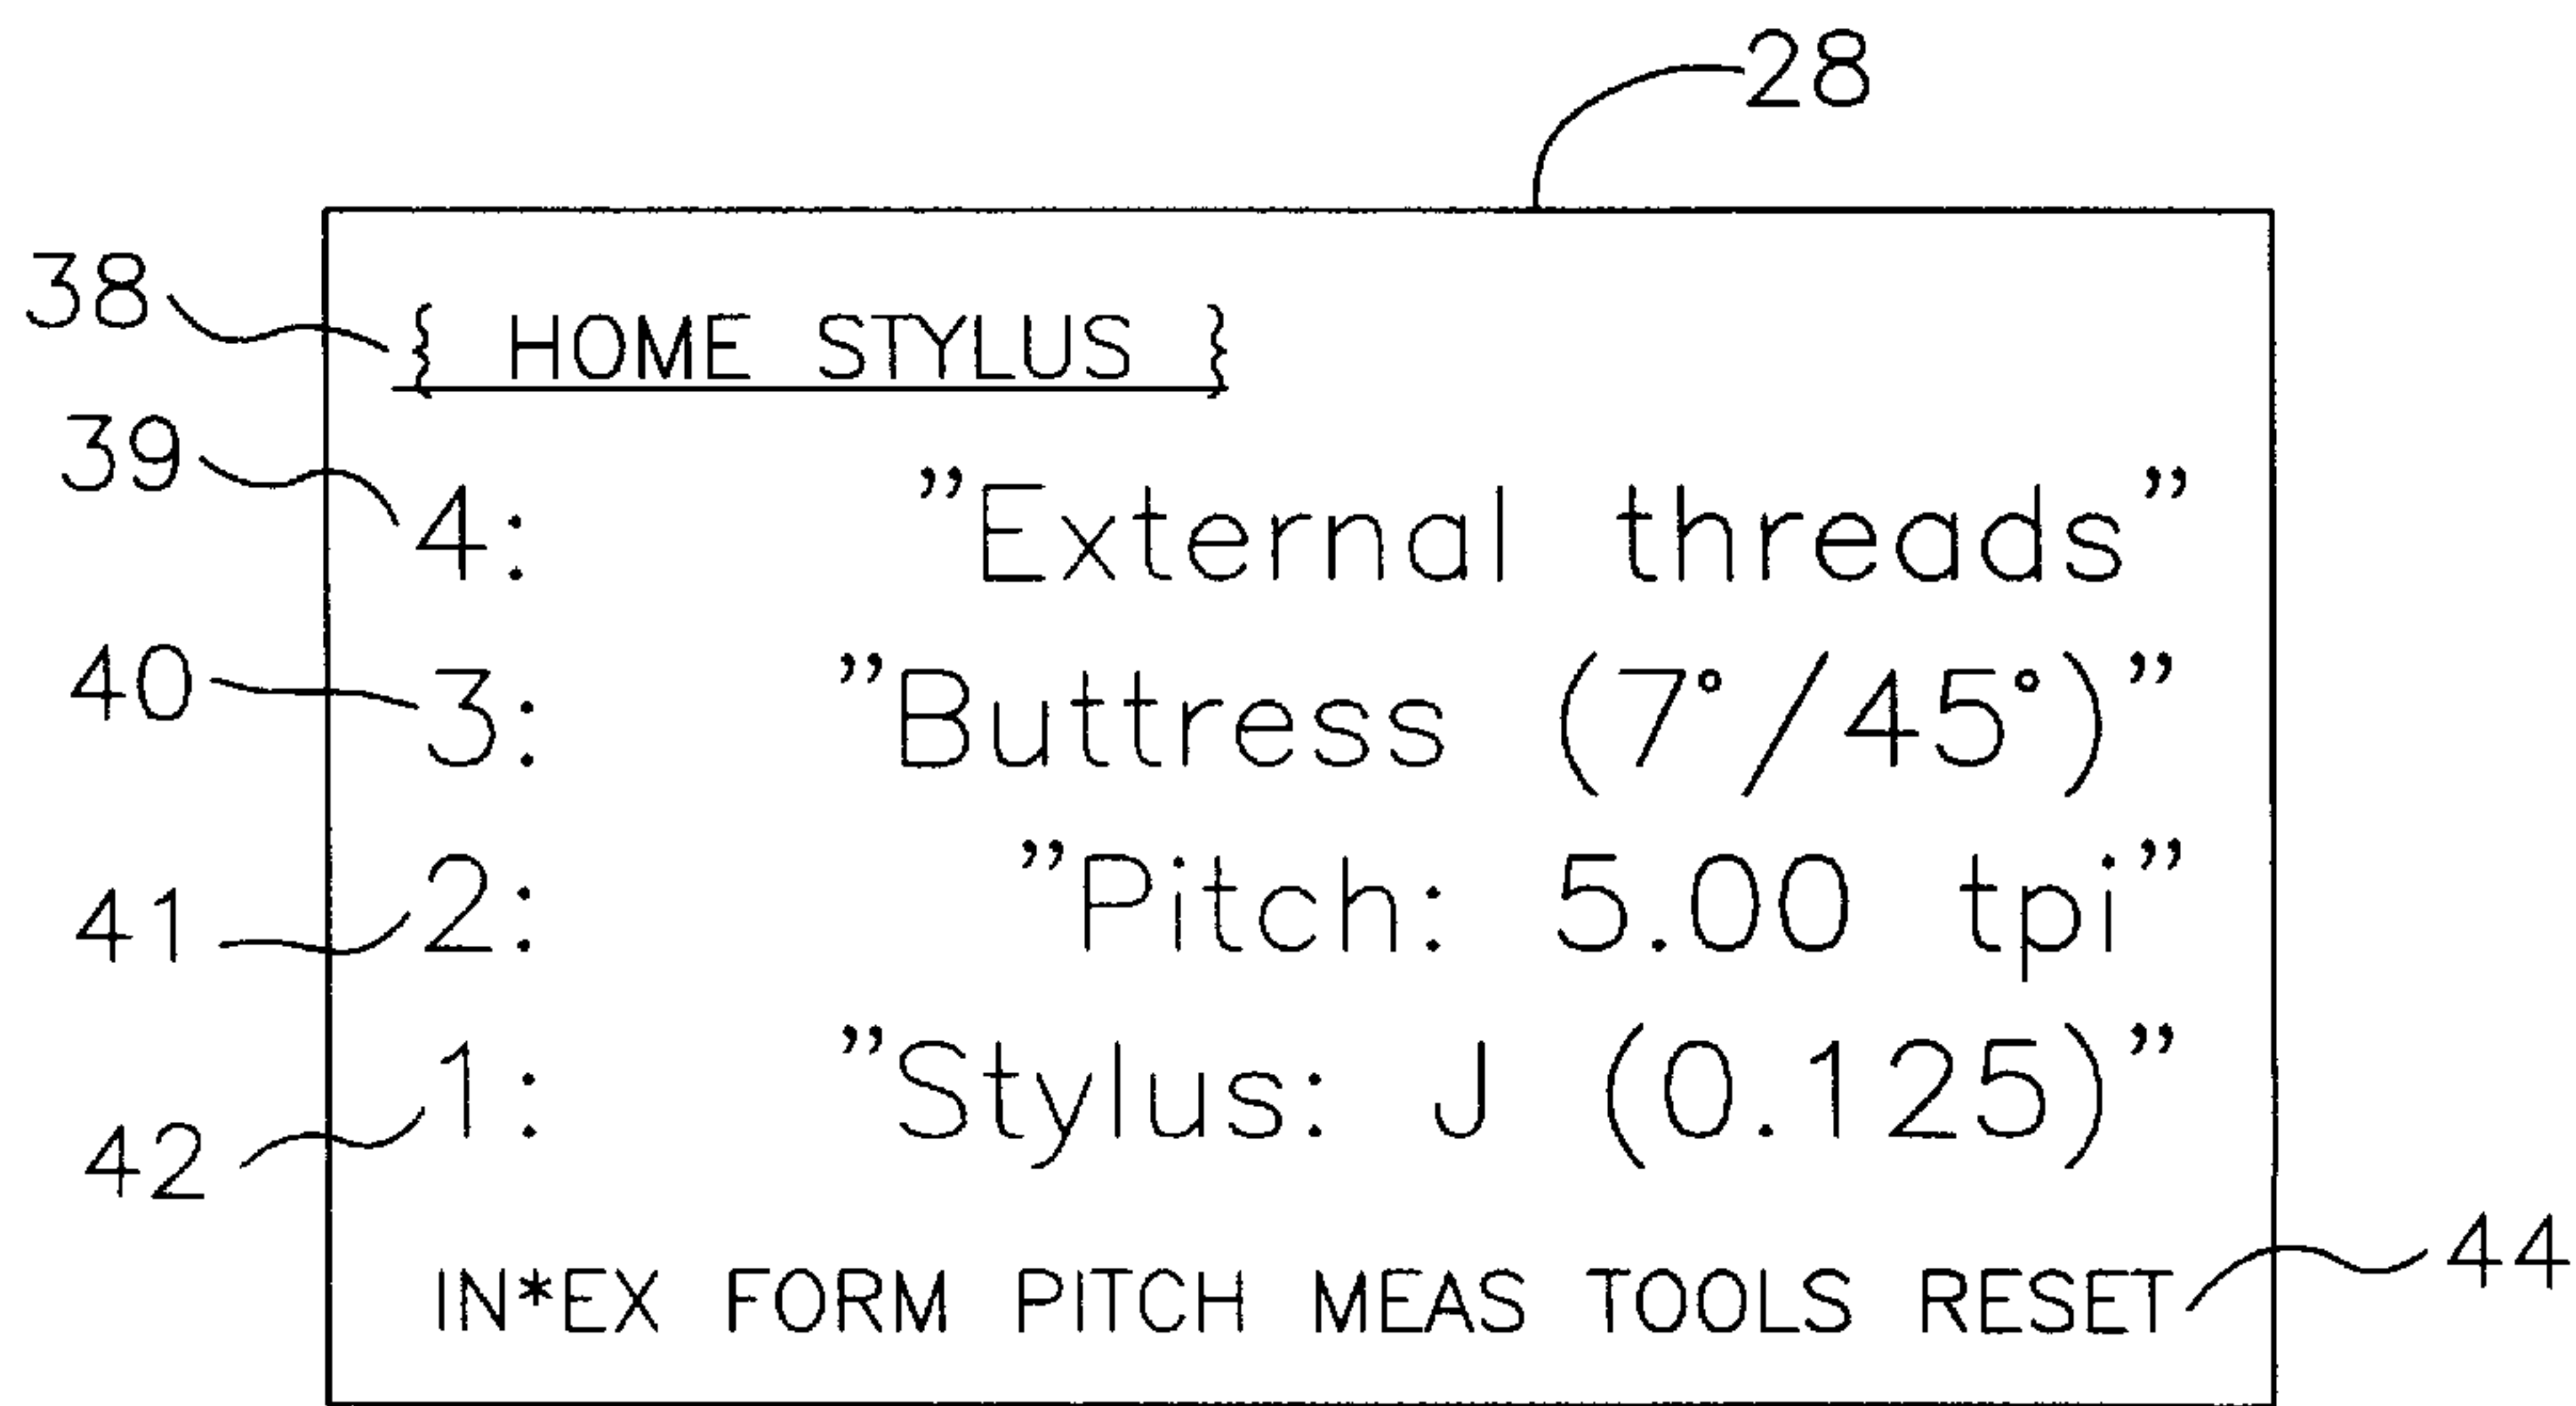 28
38 { HOME STYLUS }
39 4: ”External threads”
40 3: ”Buttress (7°/45°)”
41 2: ”Pitch: 5.00 tpi”
42 1: ”Stylus: J (0.125)”
IN*EX FORM PITCH MEAS TOOLS RESET 44